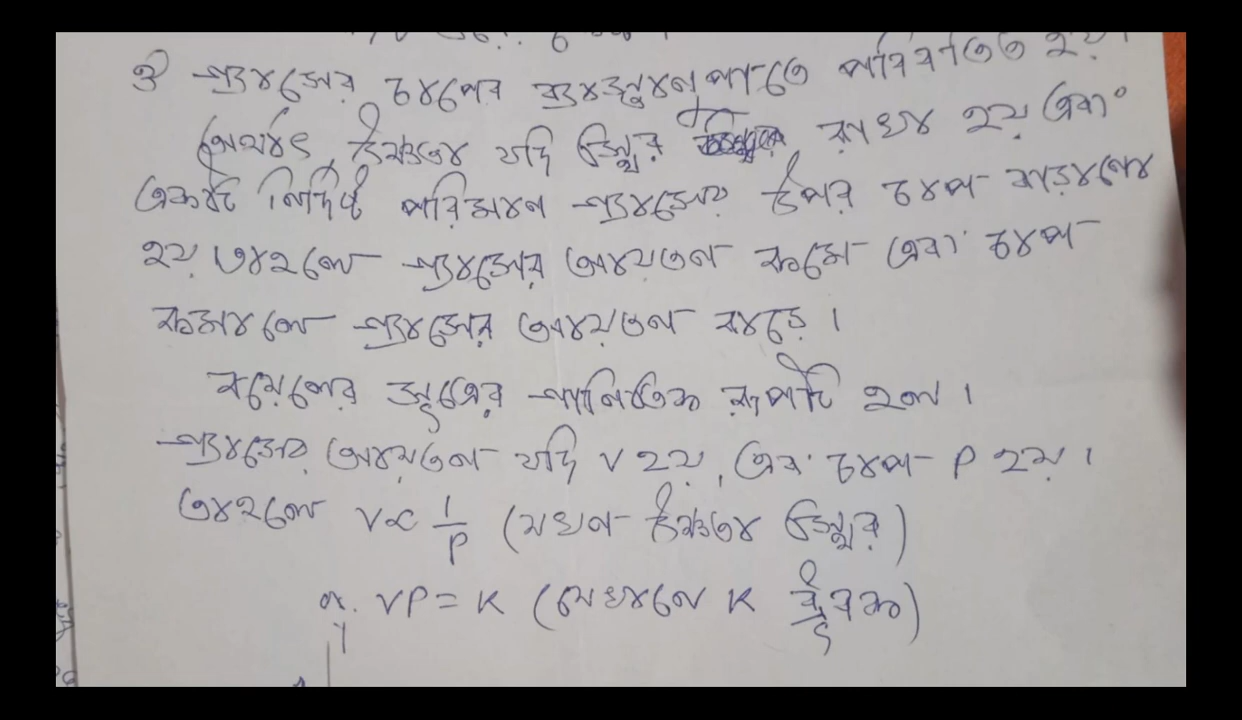 ঐ গ্যাসের চাপের ব্যস্তানুপাতে পরিবর্তিত হয়।
অর্থাৎ উষ্ণতা যদি স্থির রাখা হয় এবং
একটি নির্দিষ্ট পরিমাণ গ্যাসের উপর চাপ বাড়ানো
হয় তাহলে গ্যাসের আয়তন কমে এবং চাপ
কমালে গ্যাসের আয়তন বাড়ে।
বয়েলের সূত্রের গাণিতিক রূপটি হল।
গ্যাসের আয়তন যদি V হয়, এবং চাপ P হয়।
তাহলে V ∝ 1/P (যখন উষ্ণতা স্থির)
বা, VP = K (যেখানে K ধ্রুবক)